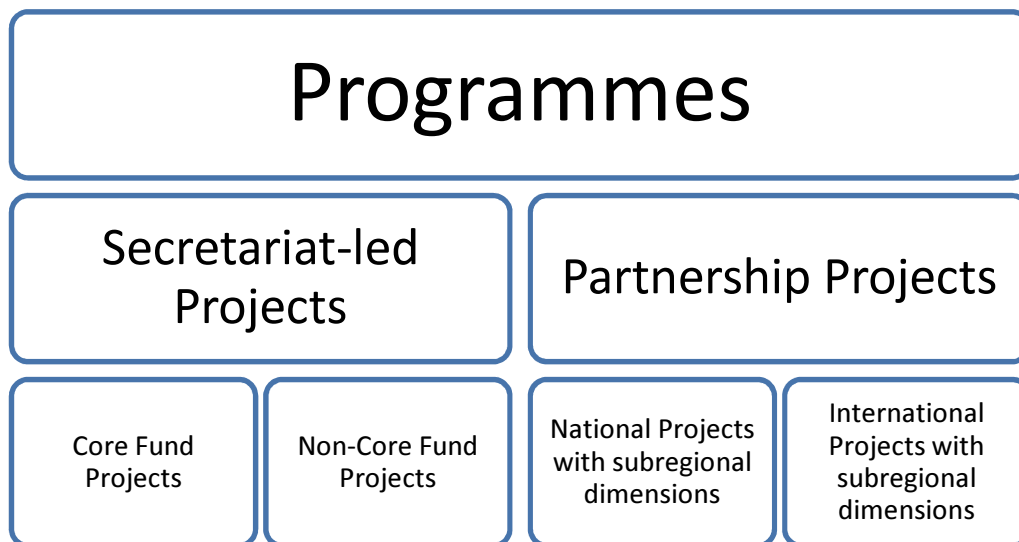 Programmes
Secretariat-led
Projects
Partnership Projects
Core Fund
Projects
Non-Core Fund
Projects
National Projects
with subregional
dimensions
International
Projects with
subregional
dimensions